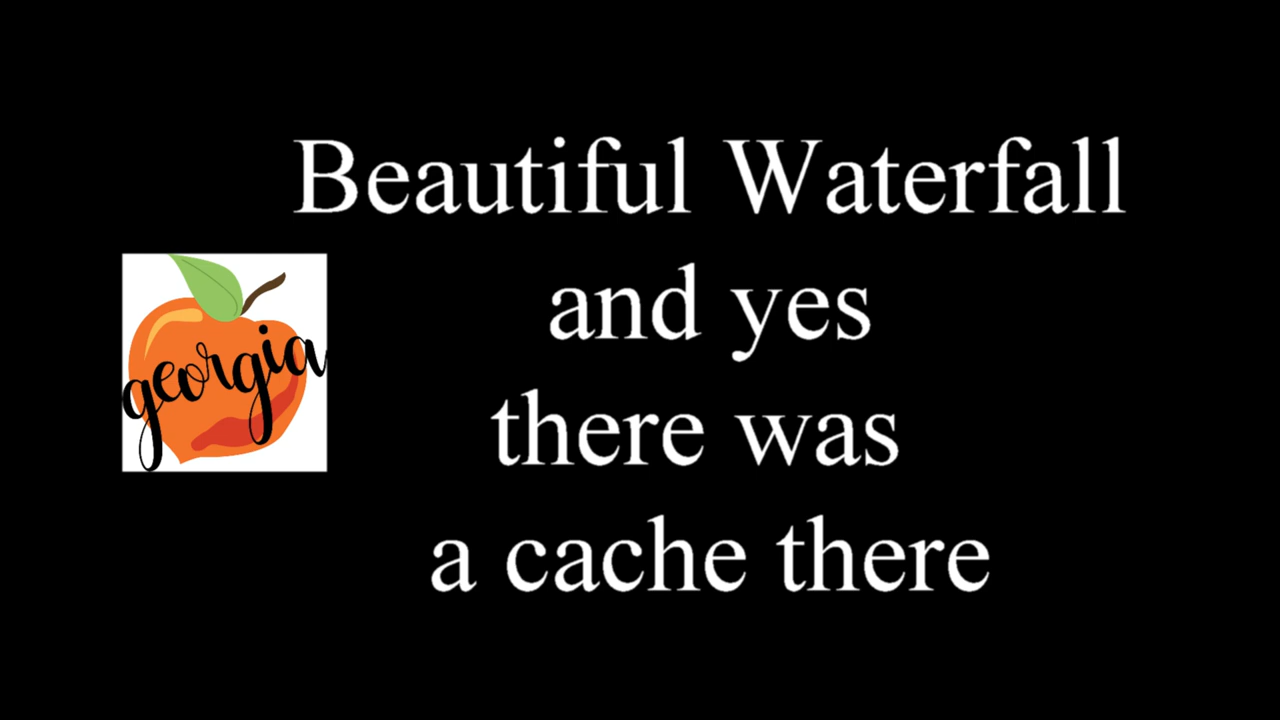 Beautiful Waterfall
and yes
georgia
there was
a cache there